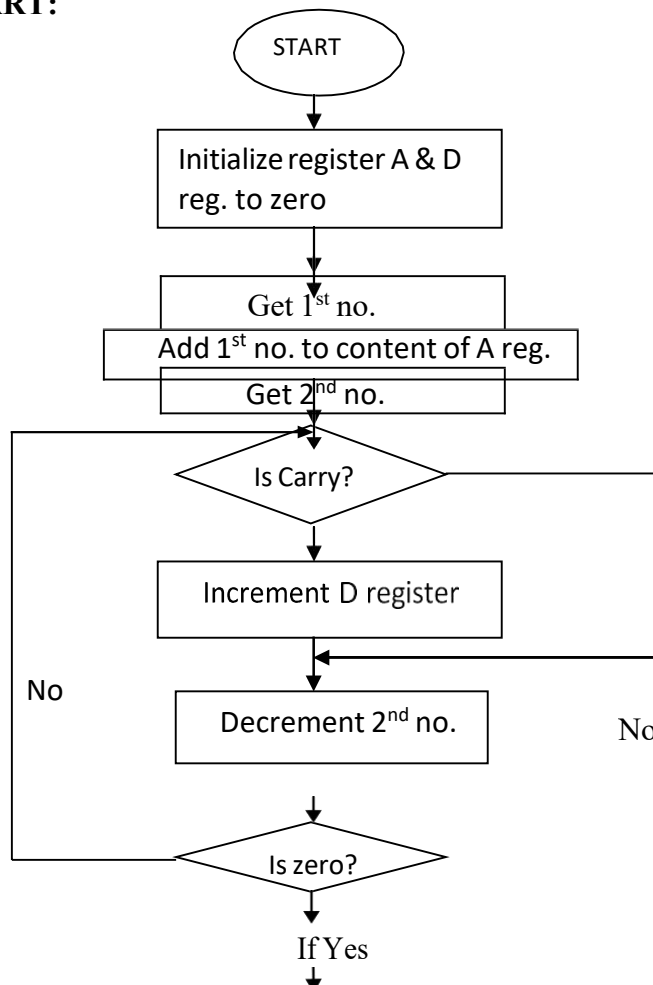 ART:
START
Initialize register A & D
reg. to zero
Get 1st no.
Add 1st no. to content of A reg.
Get 2nd no.
Is Carry?
Increment D register
No
Decrement 2nd no.
No
Is zero?
If Yes